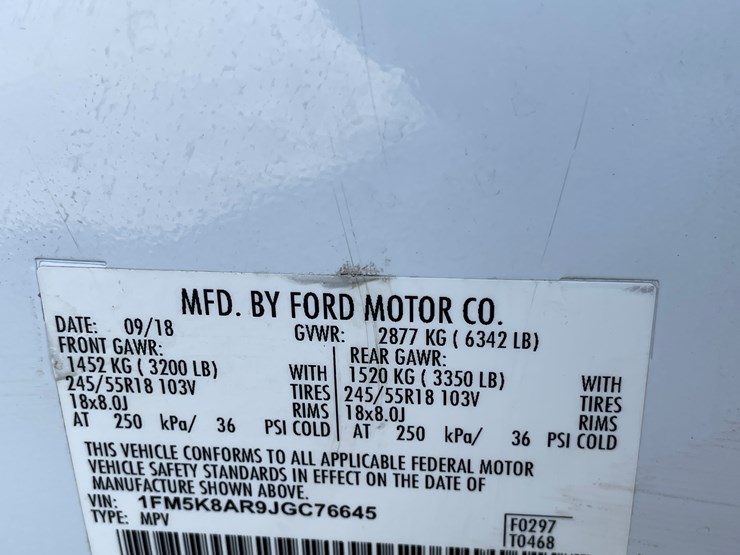 MFD. BY FORD MOTOR CO.
DATE: 09/18 GVWR: 2877 KG ( 6342 LB)
FRONT GAWR: REAR GAWR:
1452 KG ( 3200 LB) WITH 1520 KG ( 3350 LB) WITH
245/55R18 103V TIRES 245/55R18 103V TIRES
18x8.0J RIMS 18x8.0J RIMS
AT 250 kPa/ 36 PSI COLD AT 250 kPa/ 36 PSI COLD
THIS VEHICLE CONFORMS TO ALL APPLICABLE FEDERAL MOTOR
VEHICLE SAFETY STANDARDS IN EFFECT ON THE DATE OF
MANUFACTURE SHOWN ABOVE.
VIN: 1FM5K8AR9JGC76645
TYPE: MPV
F0297
T0468